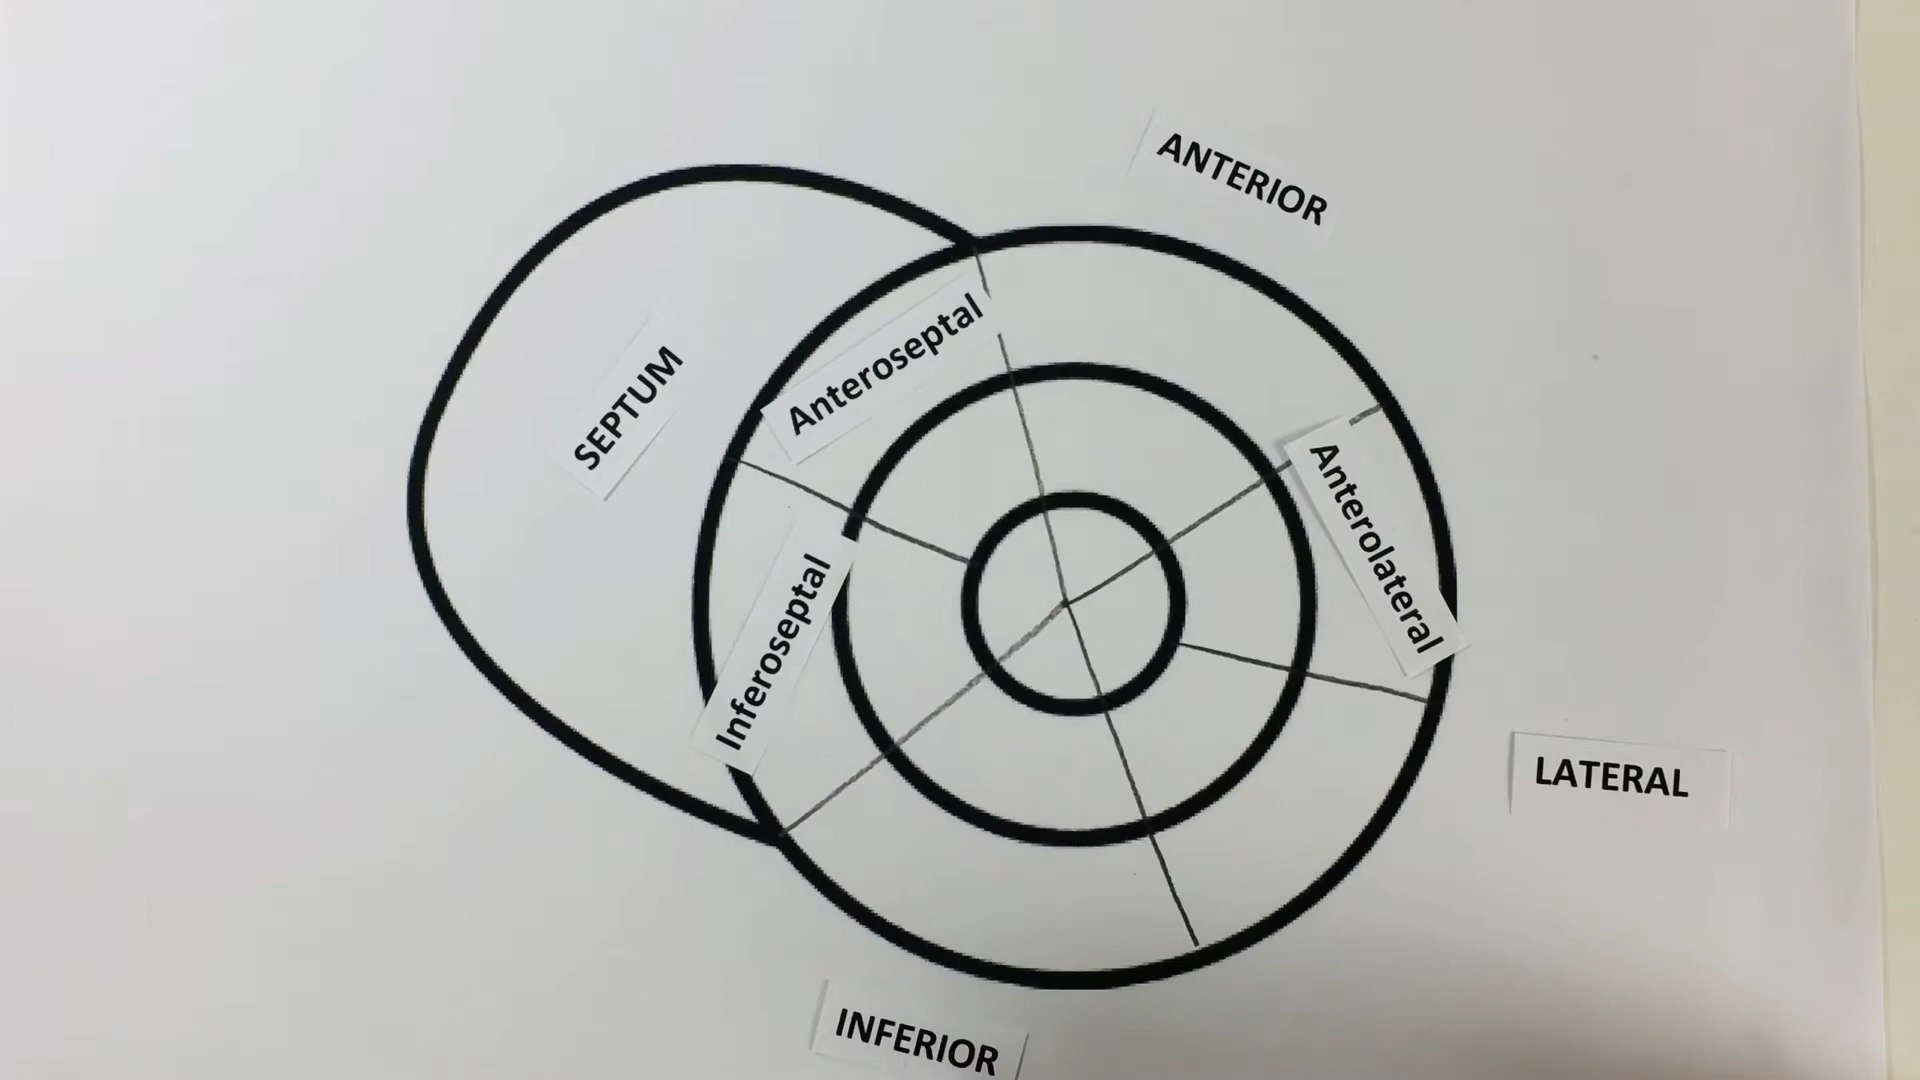 ANTERIOR
Anteroseptal
SEPTUM
Anterolateral
Inferoseptal
LATERAL
INFERIOR